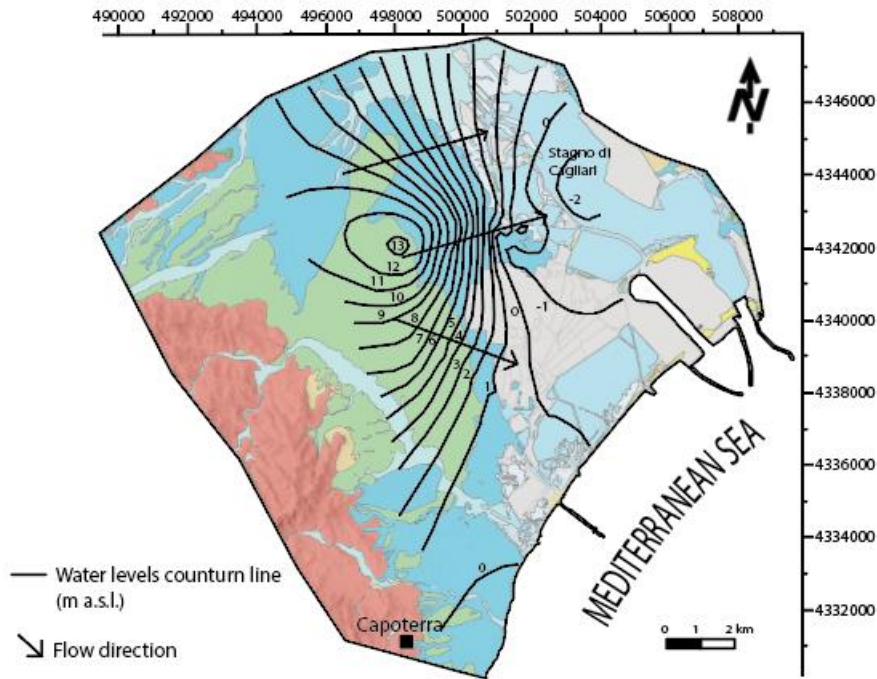 490000 492000 494000 496000 498000 500000 502000 504000 506000 508000
4346000
0
Stagno di
Cagliari
4344000
-2
13
4342000
12
11
10
-1
0
9
8
5
4340000
7
6
4
3
2
1
4338000
4336000
MEDITERRANEAN SEA
4334000
0
Water levels counturn line
(m a.s.l.)
4332000
Capoterra
0 1 2 km
Flow direction
N